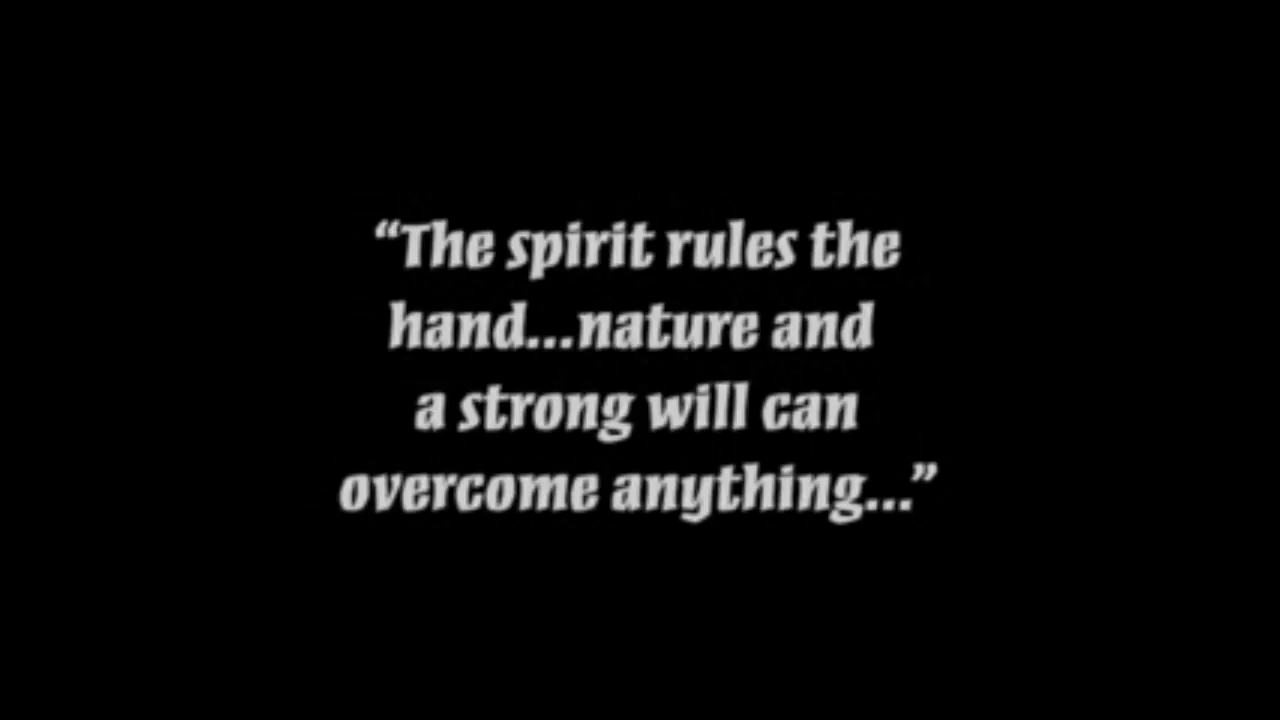 “The spirit rules the
hand...nature and
a strong will can
overcome anything...”